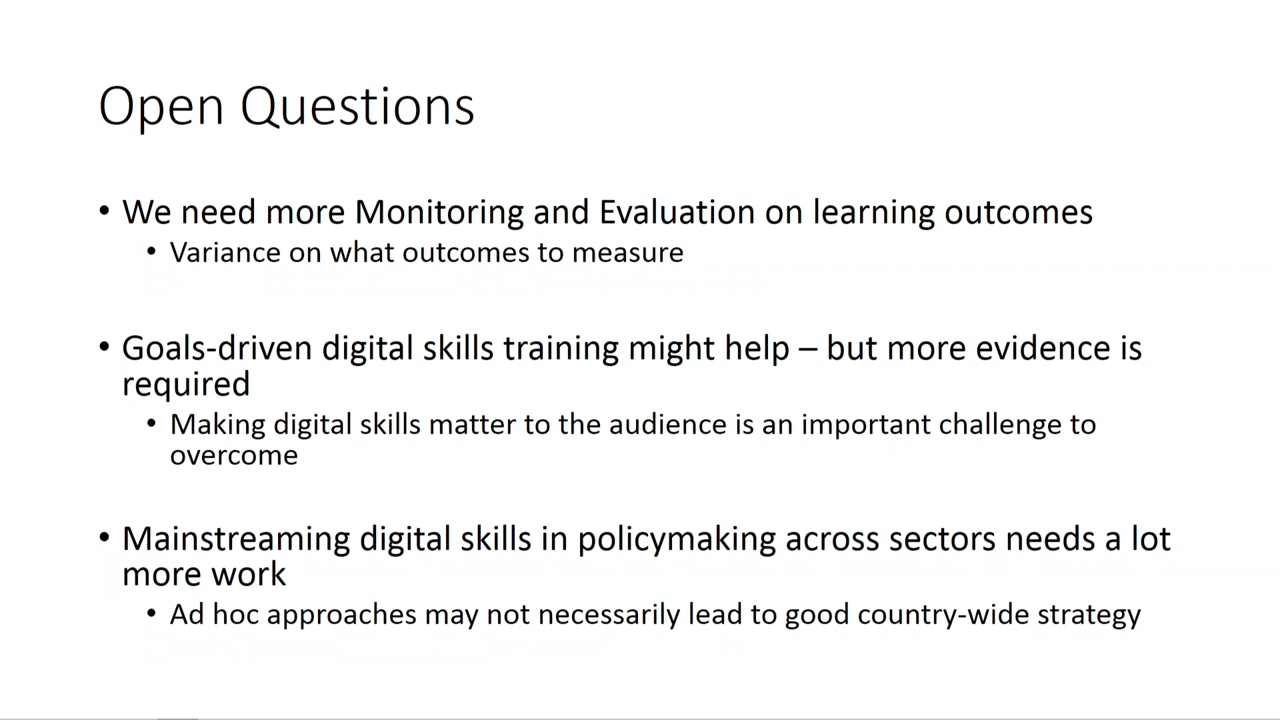 Open Questions
• We need more Monitoring and Evaluation on learning outcomes
• Variance on what outcomes to measure
• Goals-driven digital skills training might help – but more evidence is
required
• Making digital skills matter to the audience is an important challenge to
overcome
• Mainstreaming digital skills in policymaking across sectors needs a lot
more work
• Ad hoc approaches may not necessarily lead to good country-wide strategy